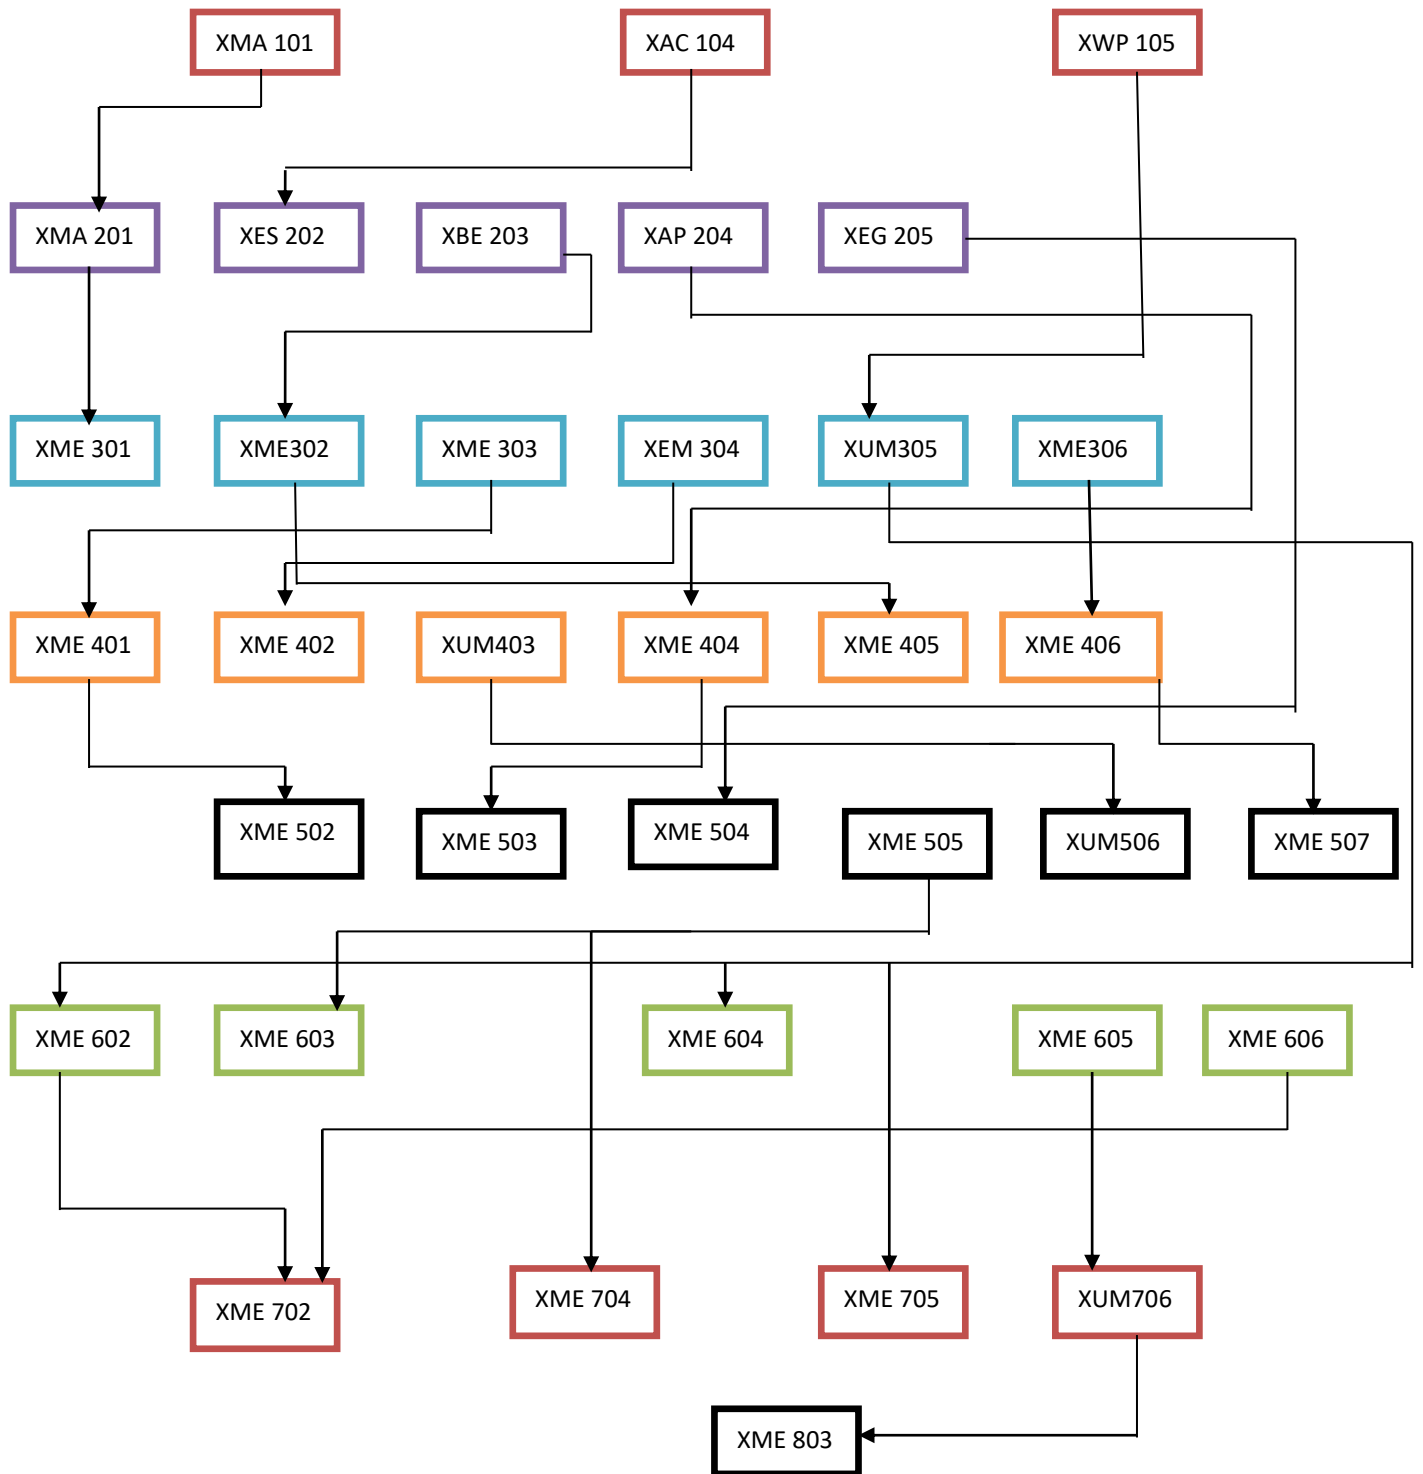 XMA 101
XAC 104
XWP 105
XMA 201
XES 202
XBE 203
XAP 204
XEG 205
XME 301
XME302
XME 303
XEM 304
XUM305
XME306
XME 401
XME 402
XUM403
XME 404
XME 405
XME 406
XME 502
XME 503
XME 504
XME 505
XUM506
XME 507
XME 602
XME 603
XME 604
XME 605
XME 606
XME 702
XME 704
XME 705
XUM706
XME 803